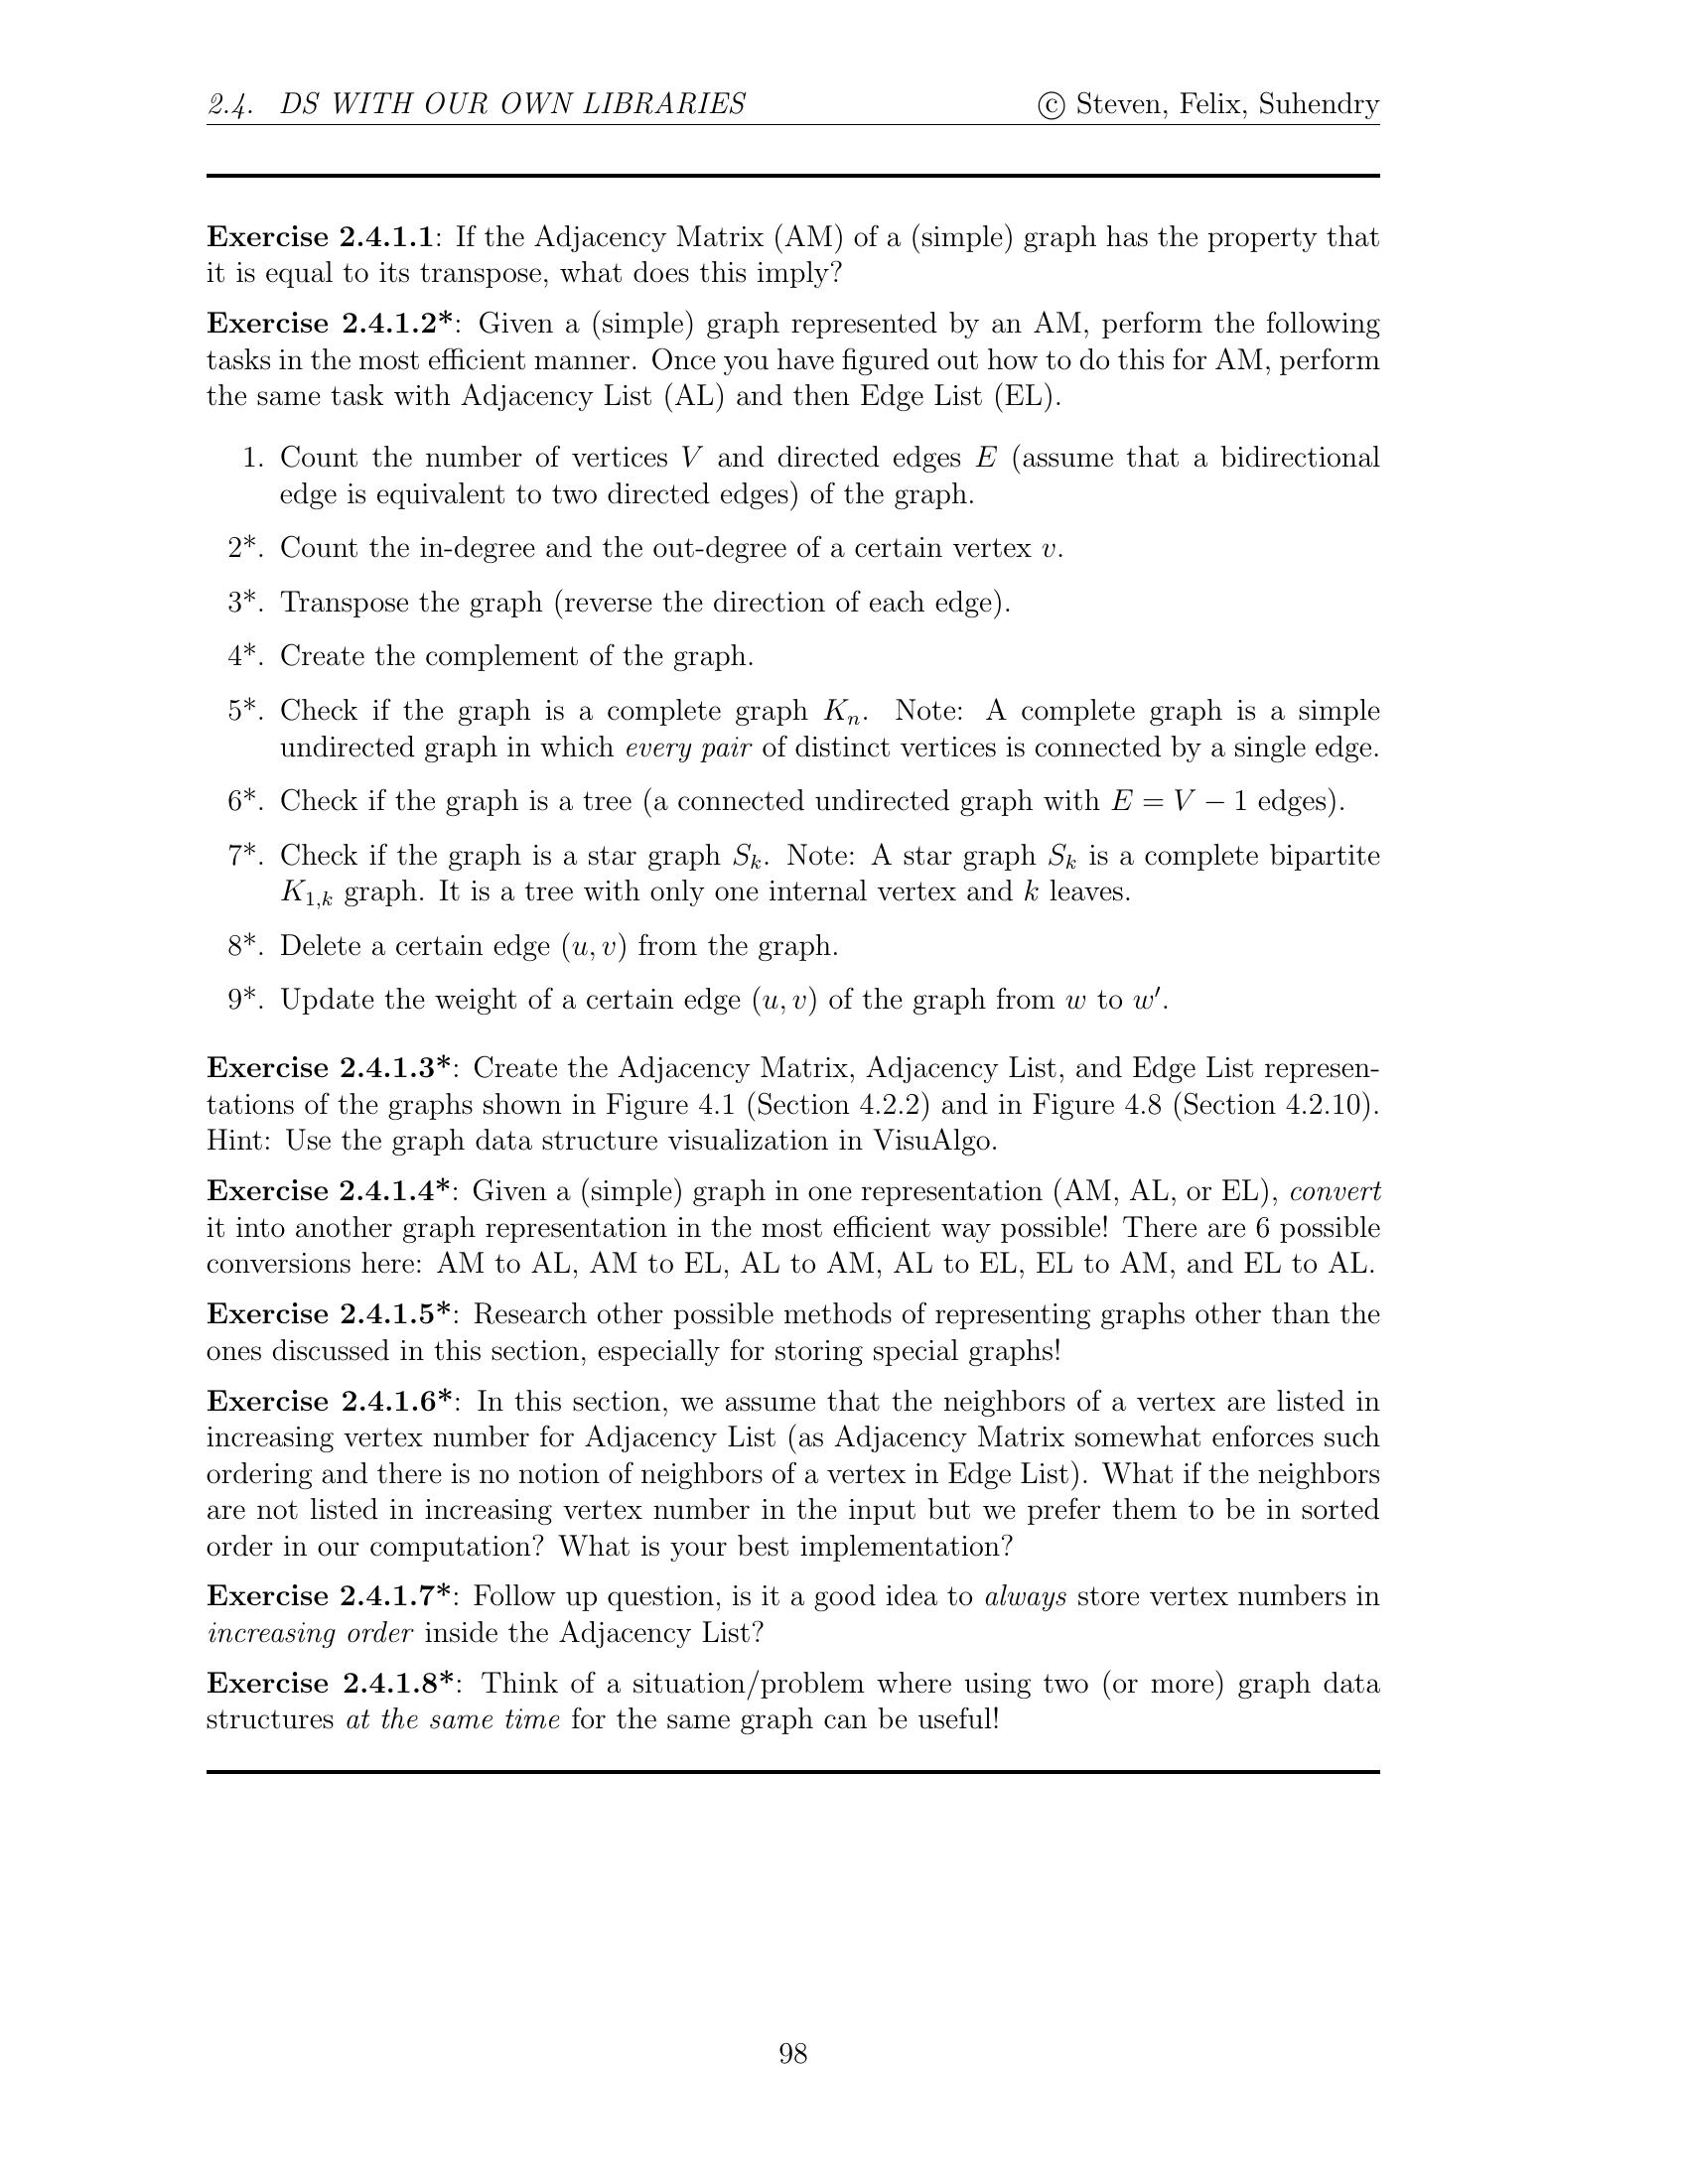 2.4. DS WITH OUR OWN LIBRARIES © Steven, Felix, Suhendry
Exercise 2.4.1.1: If the Adjacency Matrix (AM) of a (simple) graph has the property that
it is equal to its transpose, what does this imply?
Exercise 2.4.1.2*: Given a (simple) graph represented by an AM, perform the following
tasks in the most efficient manner. Once you have figured out how to do this for AM, perform
the same task with Adjacency List (AL) and then Edge List (EL).
1. Count the number of vertices V and directed edges E (assume that a bidirectional
edge is equivalent to two directed edges) of the graph.
2*. Count the in-degree and the out-degree of a certain vertex v.
3*. Transpose the graph (reverse the direction of each edge).
4*. Create the complement of the graph.
5*. Check if the graph is a complete graph Kₙ. Note: A complete graph is a simple
undirected graph in which every pair of distinct vertices is connected by a single edge.
6*. Check if the graph is a tree (a connected undirected graph with E = V − 1 edges).
7*. Check if the graph is a star graph Sₖ. Note: A star graph Sₖ is a complete bipartite
K₁,ₖ graph. It is a tree with only one internal vertex and k leaves.
8*. Delete a certain edge (u, v) from the graph.
9*. Update the weight of a certain edge (u, v) of the graph from w to w′.
Exercise 2.4.1.3*: Create the Adjacency Matrix, Adjacency List, and Edge List represen-
tations of the graphs shown in Figure 4.1 (Section 4.2.2) and in Figure 4.8 (Section 4.2.10).
Hint: Use the graph data structure visualization in VisuAlgo.
Exercise 2.4.1.4*: Given a (simple) graph in one representation (AM, AL, or EL), convert
it into another graph representation in the most efficient way possible! There are 6 possible
conversions here: AM to AL, AM to EL, AL to AM, AL to EL, EL to AM, and EL to AL.
Exercise 2.4.1.5*: Research other possible methods of representing graphs other than the
ones discussed in this section, especially for storing special graphs!
Exercise 2.4.1.6*: In this section, we assume that the neighbors of a vertex are listed in
increasing vertex number for Adjacency List (as Adjacency Matrix somewhat enforces such
ordering and there is no notion of neighbors of a vertex in Edge List). What if the neighbors
are not listed in increasing vertex number in the input but we prefer them to be in sorted
order in our computation? What is your best implementation?
Exercise 2.4.1.7*: Follow up question, is it a good idea to always store vertex numbers in
increasing order inside the Adjacency List?
Exercise 2.4.1.8*: Think of a situation/problem where using two (or more) graph data
structures at the same time for the same graph can be useful!
98